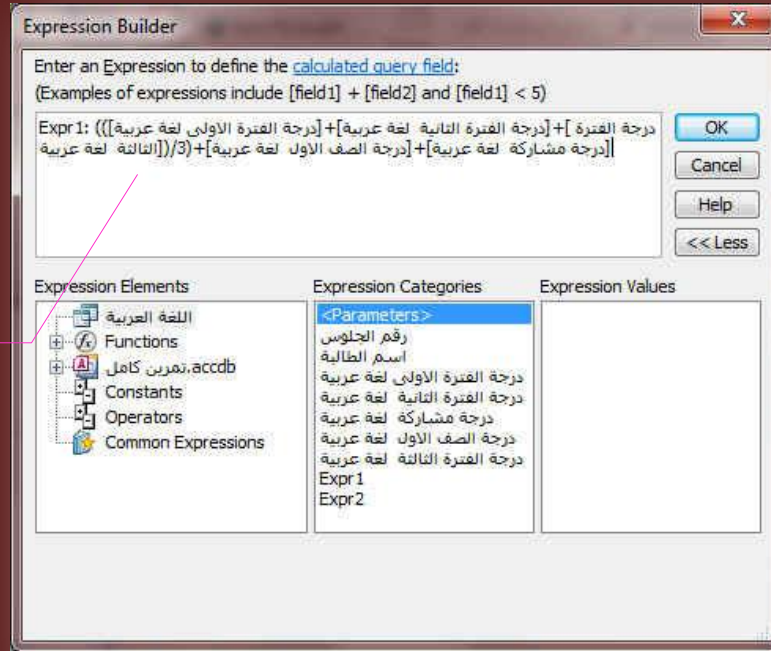 Expression Builder
Enter an Expression to define the calculated query field:
(Examples of expressions include [field1] + [field2] and [field1] < 5)
Expr1: (([درجة الفترة الاولى لغة عربية]+[درجة الفترة الثانية  لغة عربية]+[درجة الفترة
الثالثة  لغة عربية])/3)+[درجة الصف الاول  لغة عربية]+[درجة مشاركة  لغة عربية]
OK
Cancel
Help
<< Less
Expression Elements
اللغة العربية
Functions
تمرين كامل.accdb
Constants
Operators
Common Expressions
Expression Categories
<Parameters>
رقم الجلوس
اسم الطالبة
درجة الفترة الاولى لغة عربية
درجة الفترة الثانية  لغة عربية
درجة مشاركة  لغة عربية
درجة الصف الاول  لغة عربية
درجة الفترة الثالثة  لغة عربية
Expr1
Expr2
Expression Values